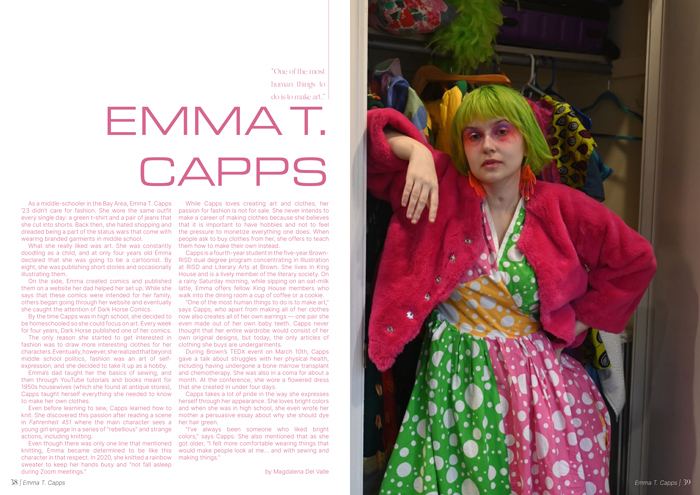 "One of the most
human things to
do is to make art."
EMMA T.
CAPPS
As a middle-schooler in the Bay Area, Emma T. Capps
'23 didn't care for fashion. She wore the same outfit
every single day: a green t-shirt and a pair of jeans that
she cut into shorts. Back then, she hated shopping and
dreaded being a part of the status wars that come with
wearing branded garments in middle school.
What she really liked was art. She was constantly
doodling as a child, and at only four years old Emma
declared that she was going to be a cartoonist. By
eight, she was publishing short stories and occasionally
illustrating them.
On the side, Emma created comics and published
them on a website her dad helped her set up. While she
says that these comics were intended for her family,
others began going through her website and eventually
she caught the attention of Dark Horse Comics.
By the time Capps was in high school, she decided to
be homeschooled so she could focus on art. Every week
for four years, Dark Horse published one of her comics.
The only reason she started to get interested in
fashion was to draw more interesting clothes for her
characters. Eventually, however, she realized that beyond
middle school politics, fashion was an art of self-
expression, and she decided to take it up as a hobby.
Emma's dad taught her the basics of sewing, and
then through YouTube tutorials and books meant for
1950s housewives (which she found at antique stores),
Capps taught herself everything she needed to know
to make her own clothes.
Even before learning to sew, Capps learned how to
knit. She discovered this passion after reading a scene
in Fahrenheit 451 where the main character sees a
young girl engage in a series of "rebellious" and strange
actions, including knitting.
Even though there was only one line that mentioned
knitting, Emma became determined to be like this
character in that respect. In 2020, she knitted a rainbow
sweater to keep her hands busy and "not fall asleep
during Zoom meetings."
While Capps loves creating art and clothes, her
passion for fashion is not for sale. She never intends to
make a career of making clothes because she believes
that it is important to have hobbies and not to feel
the pressure to monetize everything one does. When
people ask to buy clothes from her, she offers to teach
them how to make their own instead.
Capps is a fourth-year student in the five-year Brown-
RISD dual degree program concentrating in Illustration
at RISD and Literary Arts at Brown. She lives in King
House and is a lively member of the literary society. On
a rainy Saturday morning, while sipping on an oat-milk
latte, Emma offers fellow King House members who
walk into the dining room a cup of coffee or a cookie.
"One of the most human things to do is to make art,"
says Capps, who apart from making all of her clothes
now also creates all of her own earrings — one pair she
even made out of her own baby teeth. Capps never
thought that her entire wardrobe would consist of her
own original designs, but today, the only articles of
clothing she buys are undergarments.
During Brown's TEDX event on March 10th, Capps
gave a talk about struggles with her physical health,
including having undergone a bone marrow transplant
and chemotherapy. She was also in a coma for about a
month. At the conference, she wore a flowered dress
that she created in under four days.
Capps takes a lot of pride in the way she expresses
herself through her appearance. She loves bright colors
and when she was in high school, she even wrote her
mother a persuasive essay about why she should dye
her hair green.
"I've always been someone who liked bright
colors," says Capps. She also mentioned that as she
got older, "I felt more comfortable wearing things that
would make people look at me... and with sewing and
making things."
by Magdalena Del Valle
38 | Emma T. Capps
Emma T. Capps | 39